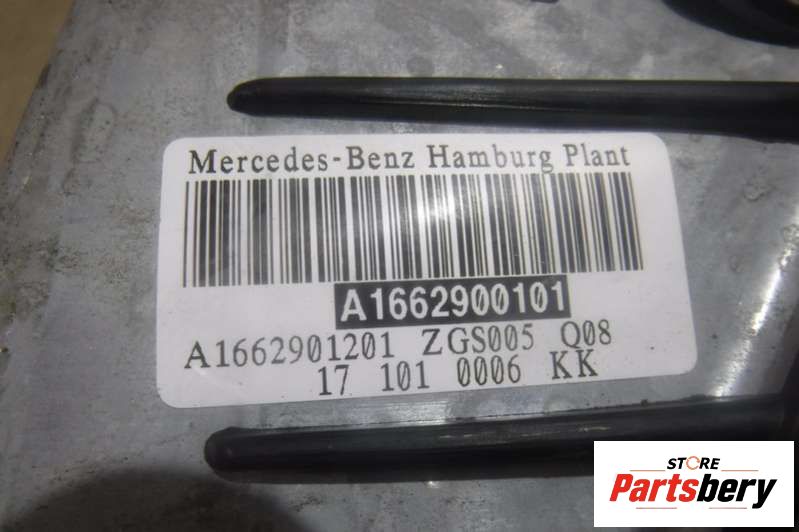 Mercedes-Benz Hamburg Plant
A1662900101
A1662901201 ZGS005 Q08
17 101 0006 KK
STORE
Partsbery